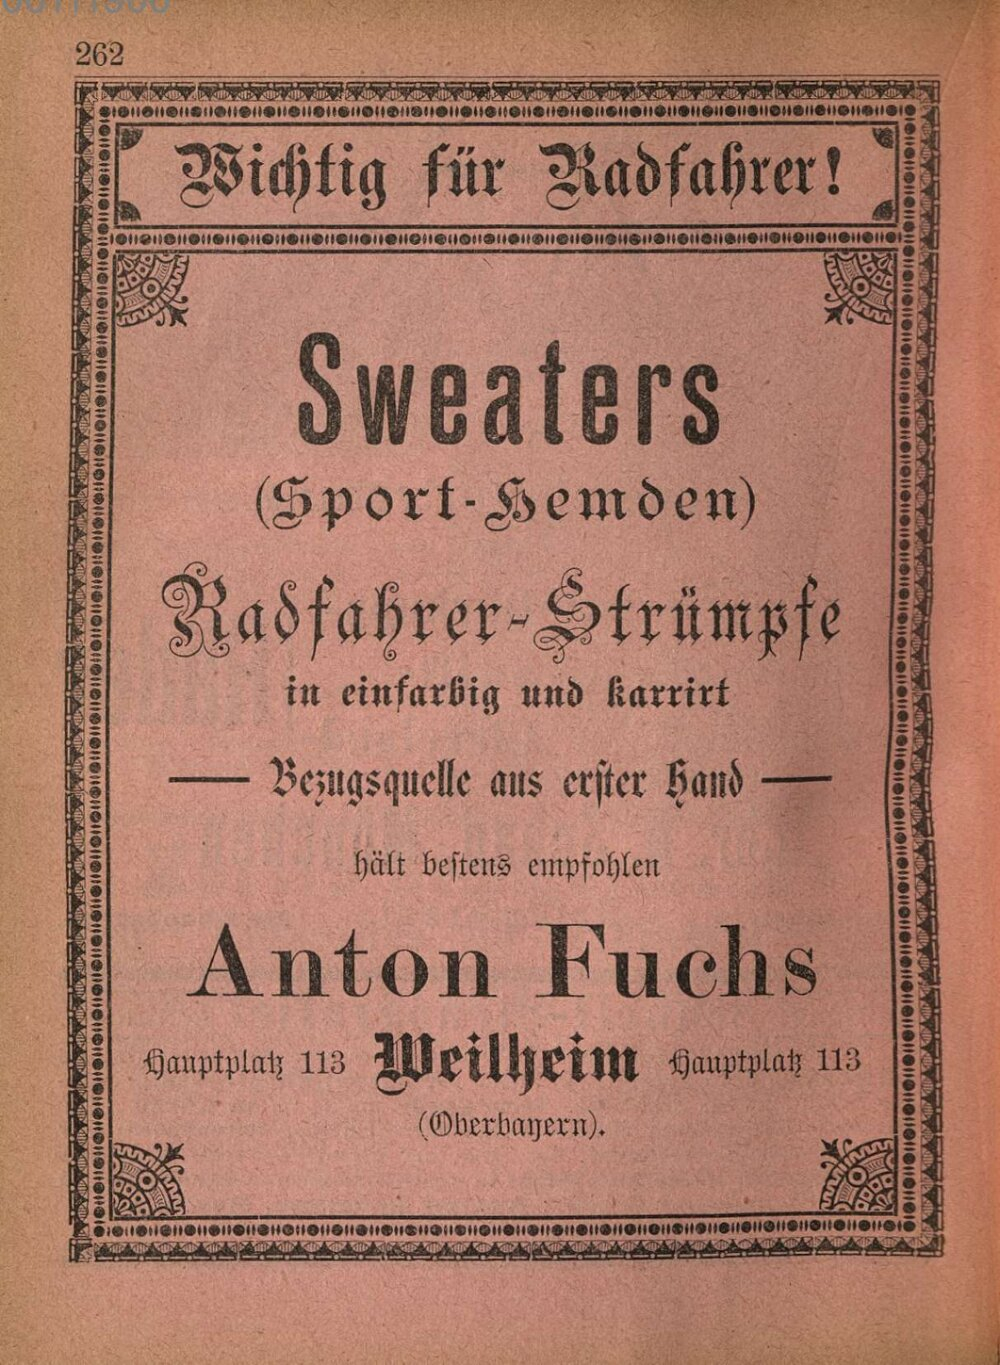 262
Wichtig für Radfahrer!
Sweaters
(Sport-Hemden)
Radfahrer-Strümpfe
in einfarbig und karrirt
— Bezugsquelle aus erster Hand —
hält bestens empfohlen
Anton Fuchs
Hauptplatz 113 Weilheim Hauptplatz 113
(Oberbayern).